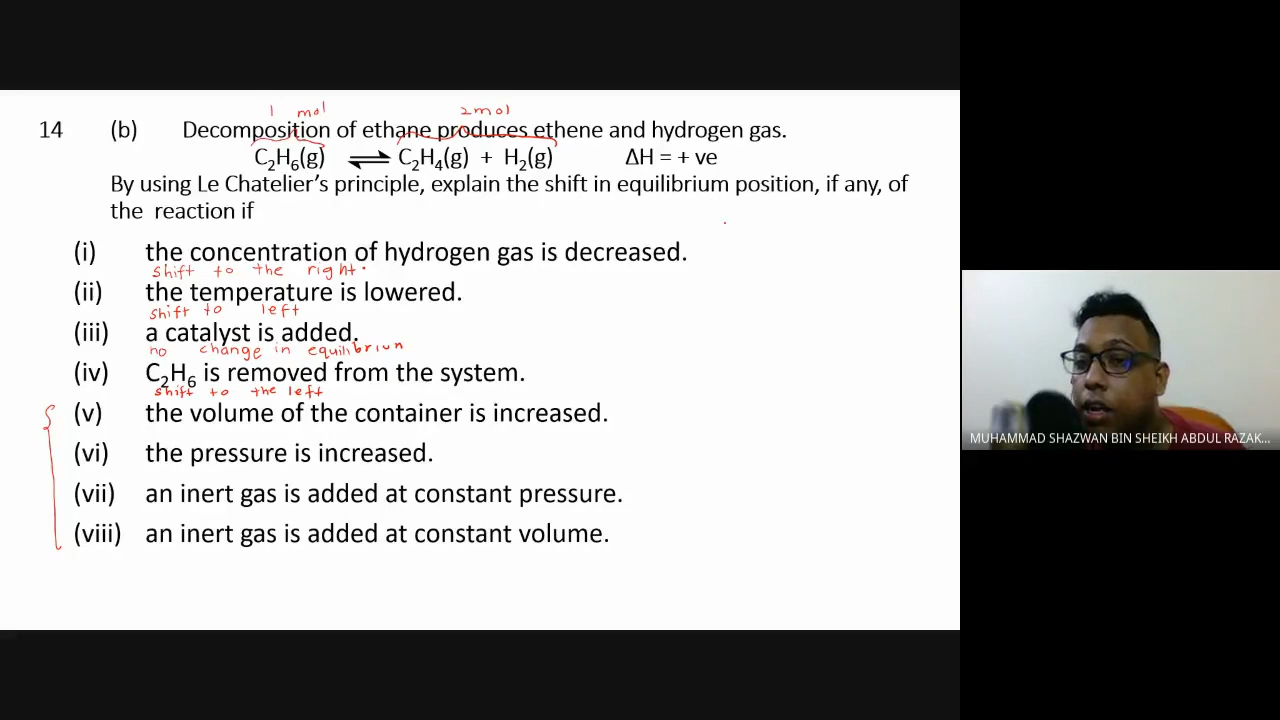 1 mol 2 mol
14 (b) Decomposition of ethane produces ethene and hydrogen gas.
C₂H₆(g) ⇌ C₂H₄(g) + H₂(g) ΔH = + ve
By using Le Chatelier's principle, explain the shift in equilibrium position, if any, of
the reaction if
(i) the concentration of hydrogen gas is decreased.
shift to the right.
(ii) the temperature is lowered.
shift to left
(iii) a catalyst is added.
no change in equilibrium
(iv) C₂H₆ is removed from the system.
shift to the left
(v) the volume of the container is increased.
(vi) the pressure is increased.
(vii) an inert gas is added at constant pressure.
(viii) an inert gas is added at constant volume.
MUHAMMAD SHAZWAN BIN SHEIKH ABDUL RAZAK...